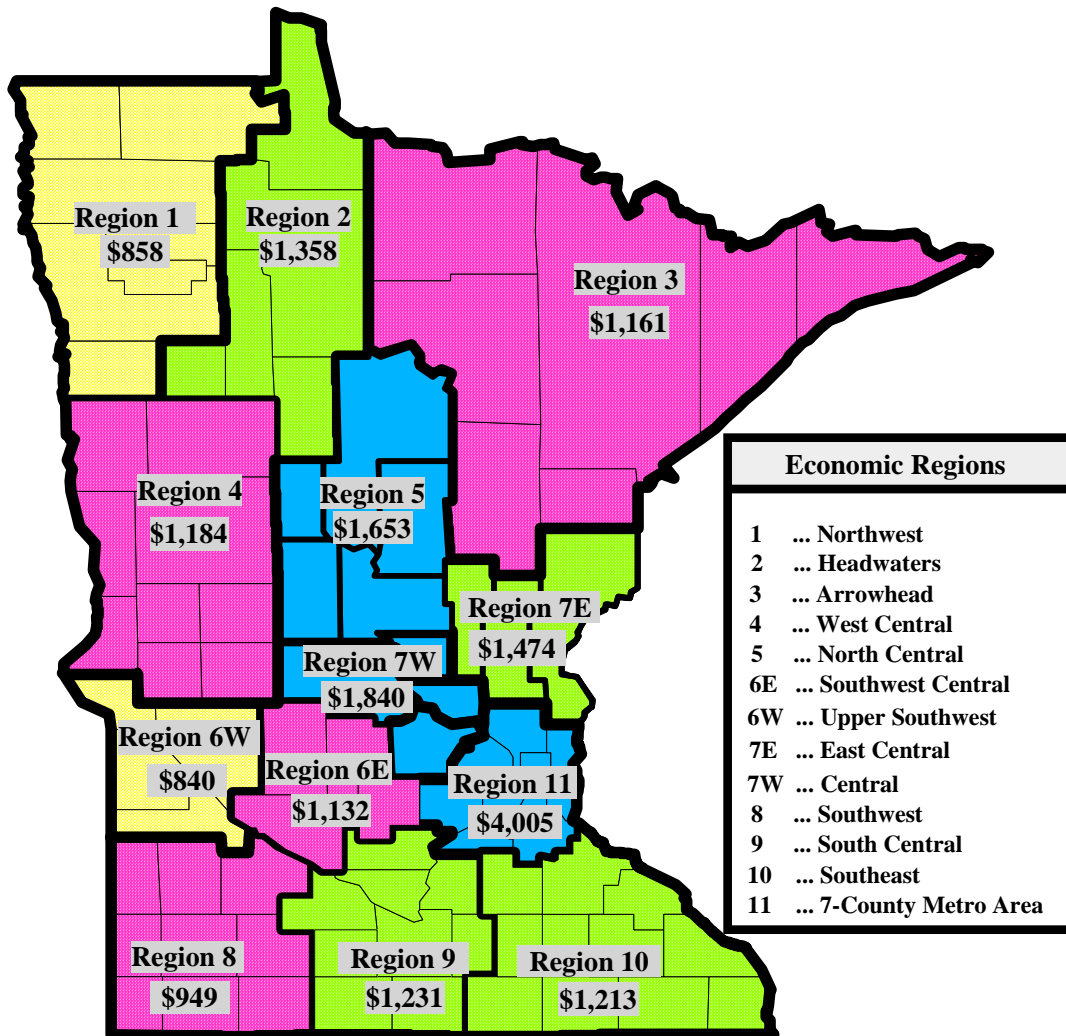 Region 1
$858
Region 2
$1,358
Region 3
$1,161
Region 4
$1,184
Region 5
$1,653
Region 7E
$1,474
Region 7W
$1,840
Region 6W
$840
Region 6E
$1,132
Region 11
$4,005
Region 8
$949
Region 9
$1,231
Region 10
$1,213
Economic Regions
1 ... Northwest
2 ... Headwaters
3 ... Arrowhead
4 ... West Central
5 ... North Central
6E ... Southwest Central
6W ... Upper Southwest
7E ... East Central
7W ... Central
8 ... Southwest
9 ... South Central
10 ... Southeast
11 ... 7-County Metro Area